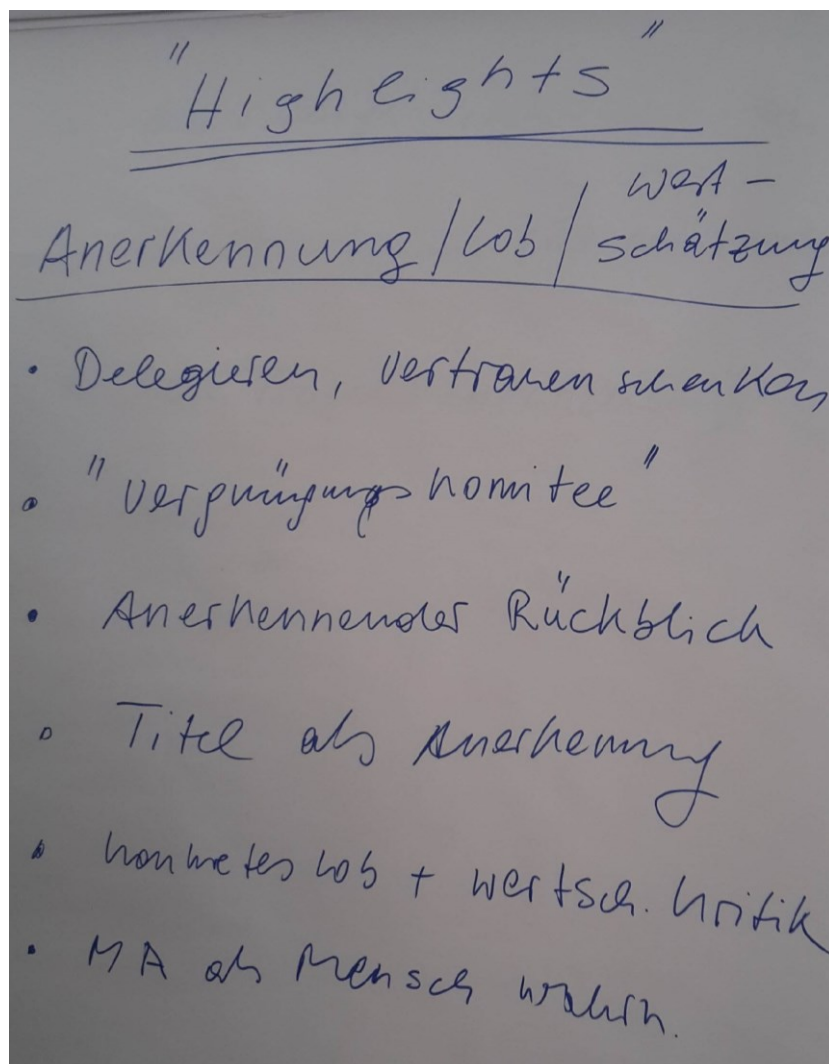 "Highlights"
Anerkennung / Lob / Wert-
schätzung
• Delegieren, Vertrauen schenken
• "Vergnügungskomitee"
• Anerkennender Rückblick
• Titel als Anerkennung
• konkretes Lob + wertsch. Kritik
• MA als Mensch wahrn.